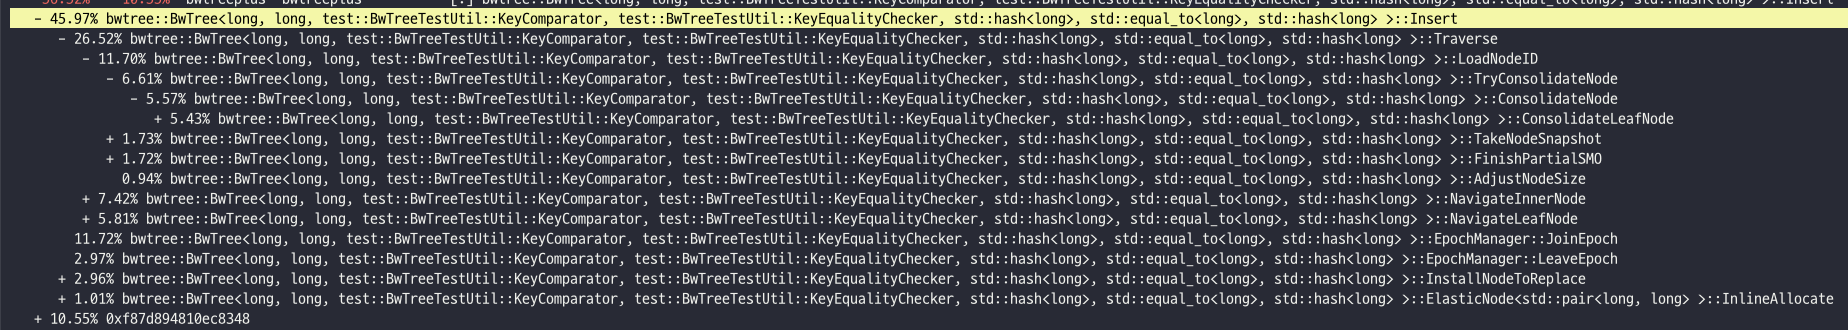 - 45.97% bwtree::BwTree<long, long, test::BwTreeTestUtil::KeyComparator, test::BwTreeTestUtil::KeyEqualityChecker, std::hash<long>, std::equal_to<long>, std::hash<long> >::Insert
- 26.52% bwtree::BwTree<long, long, test::BwTreeTestUtil::KeyComparator, test::BwTreeTestUtil::KeyEqualityChecker, std::hash<long>, std::equal_to<long>, std::hash<long> >::Traverse
- 11.70% bwtree::BwTree<long, long, test::BwTreeTestUtil::KeyComparator, test::BwTreeTestUtil::KeyEqualityChecker, std::hash<long>, std::equal_to<long>, std::hash<long> >::LoadNodeID
- 6.61% bwtree::BwTree<long, long, test::BwTreeTestUtil::KeyComparator, test::BwTreeTestUtil::KeyEqualityChecker, std::hash<long>, std::equal_to<long>, std::hash<long> >::TryConsolidateNode
- 5.57% bwtree::BwTree<long, long, test::BwTreeTestUtil::KeyComparator, test::BwTreeTestUtil::KeyEqualityChecker, std::hash<long>, std::equal_to<long>, std::hash<long> >::ConsolidateNode
+ 5.43% bwtree::BwTree<long, long, test::BwTreeTestUtil::KeyComparator, test::BwTreeTestUtil::KeyEqualityChecker, std::hash<long>, std::equal_to<long>, std::hash<long> >::ConsolidateLeafNode
+ 1.73% bwtree::BwTree<long, long, test::BwTreeTestUtil::KeyComparator, test::BwTreeTestUtil::KeyEqualityChecker, std::hash<long>, std::equal_to<long>, std::hash<long> >::TakeNodeSnapshot
+ 1.72% bwtree::BwTree<long, long, test::BwTreeTestUtil::KeyComparator, test::BwTreeTestUtil::KeyEqualityChecker, std::hash<long>, std::equal_to<long>, std::hash<long> >::FinishPartialSMO
0.94% bwtree::BwTree<long, long, test::BwTreeTestUtil::KeyComparator, test::BwTreeTestUtil::KeyEqualityChecker, std::hash<long>, std::equal_to<long>, std::hash<long> >::AdjustNodeSize
+ 7.42% bwtree::BwTree<long, long, test::BwTreeTestUtil::KeyComparator, test::BwTreeTestUtil::KeyEqualityChecker, std::hash<long>, std::equal_to<long>, std::hash<long> >::NavigateInnerNode
+ 5.81% bwtree::BwTree<long, long, test::BwTreeTestUtil::KeyComparator, test::BwTreeTestUtil::KeyEqualityChecker, std::hash<long>, std::equal_to<long>, std::hash<long> >::NavigateLeafNode
11.72% bwtree::BwTree<long, long, test::BwTreeTestUtil::KeyComparator, test::BwTreeTestUtil::KeyEqualityChecker, std::hash<long>, std::equal_to<long>, std::hash<long> >::EpochManager::JoinEpoch
2.97% bwtree::BwTree<long, long, test::BwTreeTestUtil::KeyComparator, test::BwTreeTestUtil::KeyEqualityChecker, std::hash<long>, std::equal_to<long>, std::hash<long> >::EpochManager::LeaveEpoch
+ 2.96% bwtree::BwTree<long, long, test::BwTreeTestUtil::KeyComparator, test::BwTreeTestUtil::KeyEqualityChecker, std::hash<long>, std::equal_to<long>, std::hash<long> >::InstallNodeToReplace
+ 1.01% bwtree::BwTree<long, long, test::BwTreeTestUtil::KeyComparator, test::BwTreeTestUtil::KeyEqualityChecker, std::hash<long>, std::equal_to<long>, std::hash<long> >::ElasticNode<std::pair<long, long> >::InlineAllocate
+ 10.55% 0xf87d894810ec8348